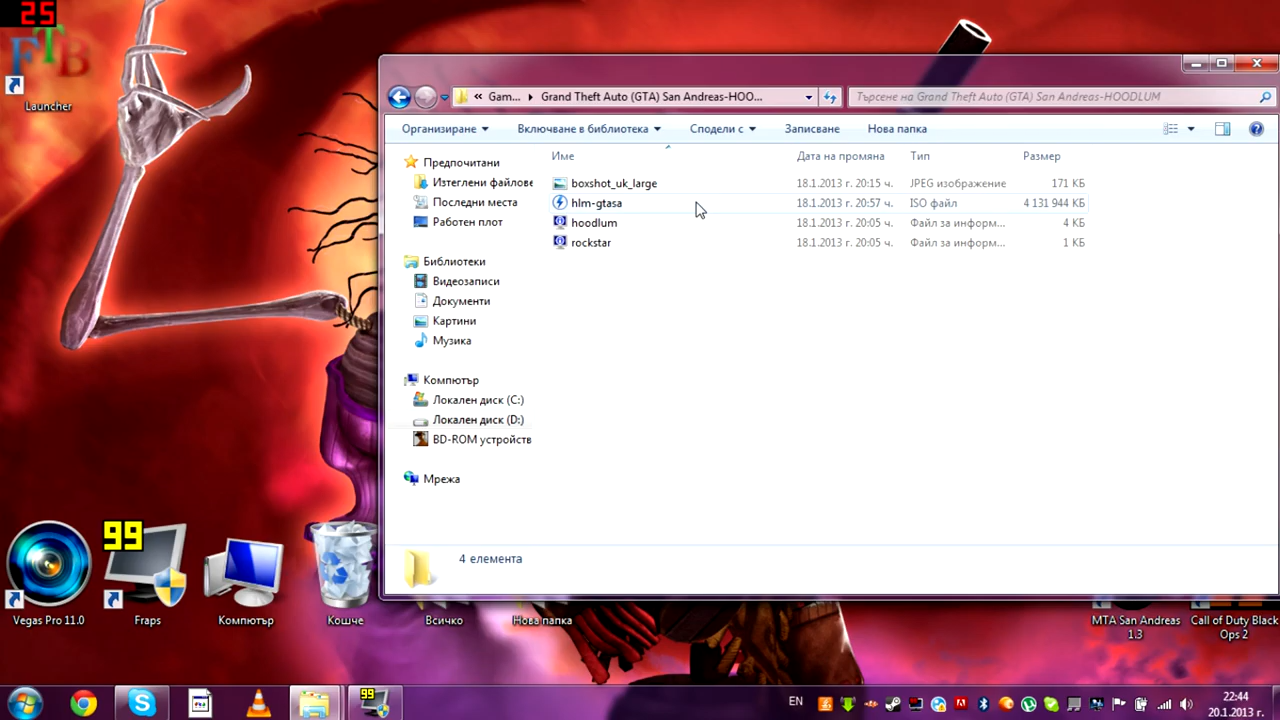 25
FTB
Launcher
« Gam... ▸ Grand Theft Auto (GTA) San Andreas-HOO...
Търсене на Grand Theft Auto (GTA) San Andreas-HOODLUM
Организиране Включване в библиотека Сподели с Записване Нова папка
Име Дата на промяна Тип Размер
Предпочитани
Изтеглени файлове
Последни места
Работен плот
Библиотеки
Видеозаписи
Документи
Картини
Музика
Компютър
Локален диск (C:)
Локален диск (D:)
BD-ROM устройств
Мрежа
boxshot_uk_large 18.1.2013 г. 20:15 ч. JPEG изображение 171 КБ
hlm-gtasa 18.1.2013 г. 20:57 ч. ISO файл 4 131 944 КБ
hoodlum 18.1.2013 г. 20:05 ч. Файл за информ... 4 КБ
rockstar 18.1.2013 г. 20:05 ч. Файл за информ... 1 КБ
4 елемента
99
Vegas Pro 11.0
Fraps
Компютър
Кошче
Всичко
Нова папка
MTA San Andreas 1.3
Call of Duty Black Ops 2
99
EN
22:44
20.1.2013 г.